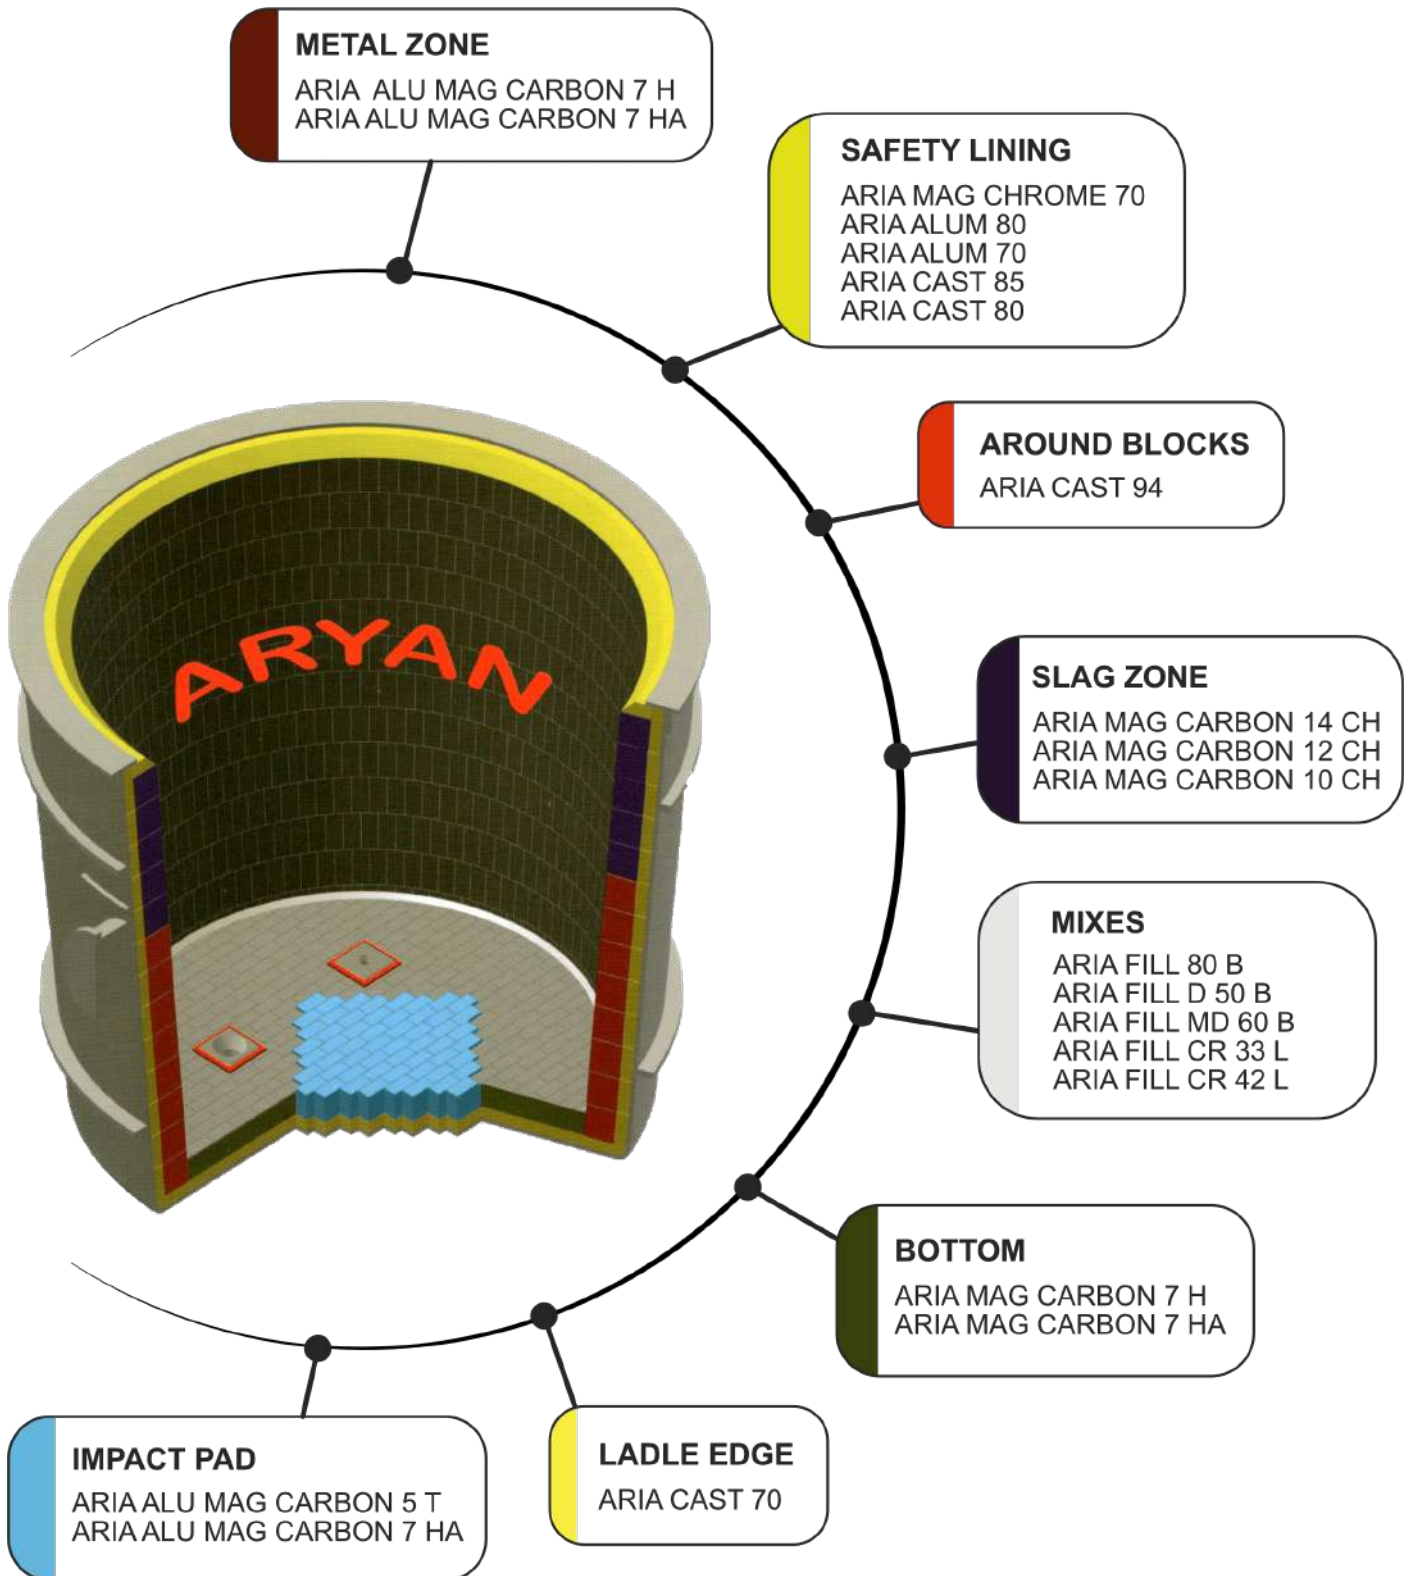 METAL ZONE
ARIA ALU MAG CARBON 7 H
ARIA ALU MAG CARBON 7 HA
SAFETY LINING
ARIA MAG CHROME 70
ARIA ALUM 80
ARIA ALUM 70
ARIA CAST 85
ARIA CAST 80
AROUND BLOCKS
ARIA CAST 94
ARYAN
SLAG ZONE
ARIA MAG CARBON 14 CH
ARIA MAG CARBON 12 CH
ARIA MAG CARBON 10 CH
MIXES
ARIA FILL 80 B
ARIA FILL D 50 B
ARIA FILL MD 60 B
ARIA FILL CR 33 L
ARIA FILL CR 42 L
BOTTOM
ARIA MAG CARBON 7 H
ARIA MAG CARBON 7 HA
LADLE EDGE
ARIA CAST 70
IMPACT PAD
ARIA ALU MAG CARBON 5 T
ARIA ALU MAG CARBON 7 HA